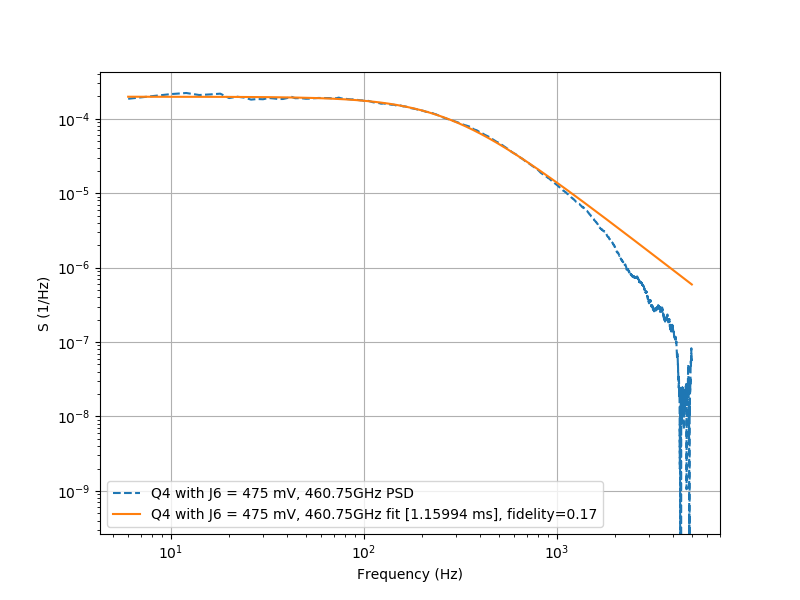 S (1/Hz)
10⁻⁴
10⁻⁵
10⁻⁶
10⁻⁷
10⁻⁸
10⁻⁹
Q4 with J6 = 475 mV, 460.75GHz PSD
Q4 with J6 = 475 mV, 460.75GHz fit [1.15994 ms], fidelity=0.17
10¹ 10² 10³
Frequency (Hz)